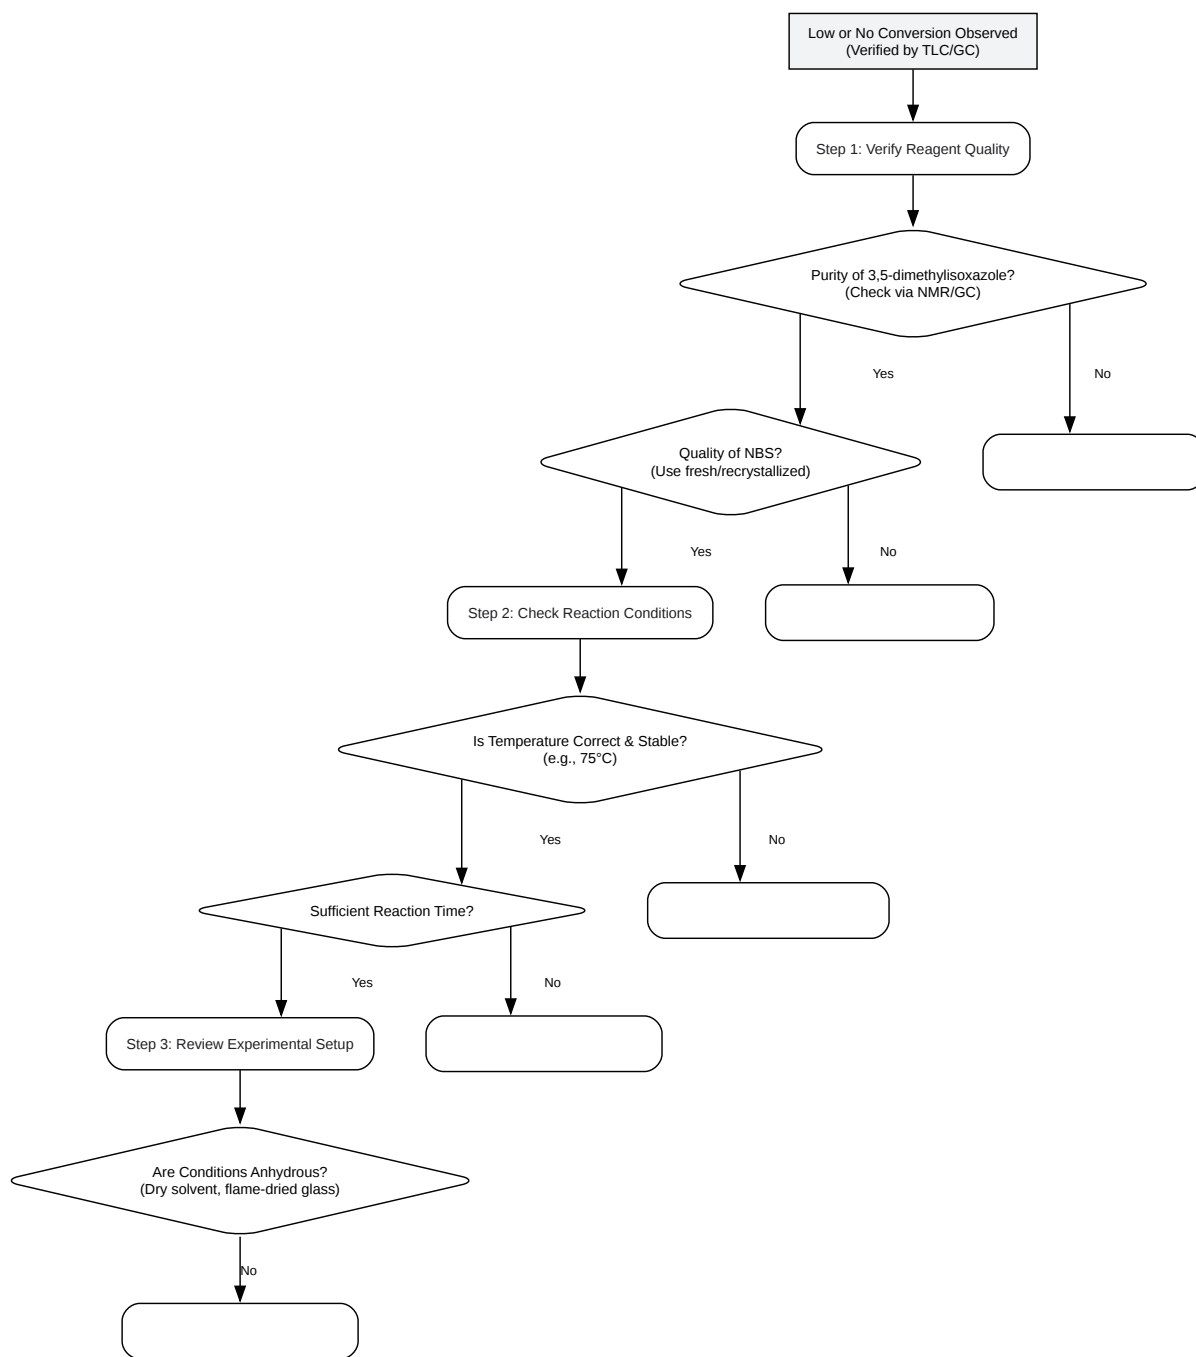 Low or No Conversion Observed
(Verified by TLC/GC)
Step 1: Verify Reagent Quality
Purity of 3,5-dimethylisoxazole?
(Check via NMR/GC)
Yes
No
Quality of NBS?
(Use fresh/recrystallized)
Yes
No
Step 2: Check Reaction Conditions
Is Temperature Correct & Stable?
(e.g., 75°C)
Yes
No
Sufficient Reaction Time?
Yes
No
Step 3: Review Experimental Setup
Are Conditions Anhydrous?
(Dry solvent, flame-dried glass)
No